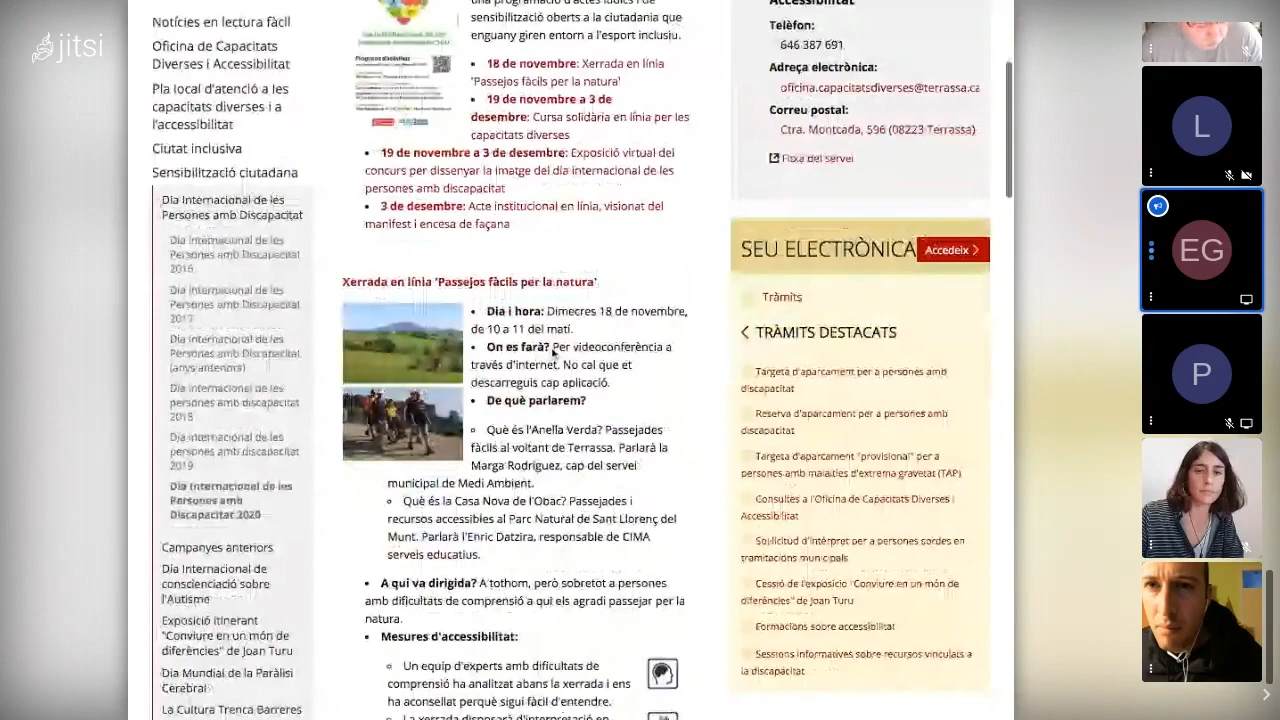 jitsi
Notícies en lectura fàcil
Arxiu de Capacitats
Diverses i Accessibilitat
Pla local d'atenció a les
capacitats diverses i a
l'accessibilitat
Ciutat inclusiva
Sensibilització ciutadana
Dia Internacional de les
Persones amb Discapacitat
Dia Internacional de les
Persones amb Discapacitat
2016
Dia Internacional de les
Persones amb Discapacitat
2017
Dia Internacional de les
Persones amb Discapacitat
(anys anteriors)
Dia Internacional de les
persones amb discapacitat
2018
Dia Internacional de les
persones amb discapacitat
2019
Dia Internacional de les
Persones amb
Discapacitat 2020
Campanyes anteriors
Dia Internacional de
conscienciació sobre
l'Autisme
Exposició itinerant
"Conviure en un món de
diferències" de Joan Turu
Dia Mundial de la Paràlisi
Cerebral
La Cultura Trenca Barreres
una programació d'actes lúdics i de
sensibilització oberts a la ciutadania que
enguany giren entorn a l'esport inclusiu.
• 18 de novembre: Xerrada en línia
'Passejos fàcils per la natura'
• 19 de novembre a 3 de
desembre: Cursa solidària en línia per les
capacitats diverses
• 19 de novembre a 3 de desembre: Exposició virtual del
concurs per dissenyar la imatge del dia internacional de les
persones amb discapacitat
• 3 de desembre: Acte institucional en línia, visionat del
manifest i encesa de façana
Xerrada en línia 'Passejos fàcils per la natura'
• Dia i hora: Dimecres 18 de novembre,
de 10 a 11 del matí.
• On es farà? Per videoconferència a
través d'internet. No cal que et
descarreguis cap aplicació.
• De què parlarem?
Què és l'Anella Verda? Passejades
fàcils al voltant de Terrassa. Parlarà la
Marga Rodríguez, cap del servei
municipal de Medi Ambient.
Què és la Casa Nova de l'Obac? Passejades i
recursos accessibles al Parc Natural de Sant Llorenç del
Munt. Parlarà l'Enric Datzira, responsable de CIMA
serveis educatius.
• A qui va dirigida? A tothom, però sobretot a persones
amb dificultats de comprensió a qui els agradi passejar per la
natura.
• Mesures d'accessibilitat:
Un equip d'experts amb dificultats de
comprensió ha analitzat abans la xerrada i ens
ha aconsellat perquè sigui fàcil d'entendre.
La xerrada disposarà d'interpretació en
Accessibilitat
Telèfon:
646 387 691
Adreça electrònica:
oficina.capacitatsdiverses@terrassa.cat
Correu postal:
Ctra. Montcada, 596 (08223 Terrassa)
Fitxa del servei
SEU ELECTRÒNICA
Accedeix
Tràmits
TRÀMITS DESTACATS
Targeta d'aparcament per a persones amb
discapacitat
Reserva d'aparcament per a persones amb
discapacitat
Targeta d'aparcament "provisional" per a
persones amb malalties d'extrema gravetat (TAP)
Consultes a l'Oficina de Capacitats Diverses i
Accessibilitat
Sol·licitud d'intèrpret per a persones sordes en
tramitacions municipals
Cessió de l'exposició "Conviure en un món de
diferències" de Joan Turu
Formacions sobre accessibilitat
Sessions informatives sobre recursos vinculats a
la discapacitat
L
EG
P